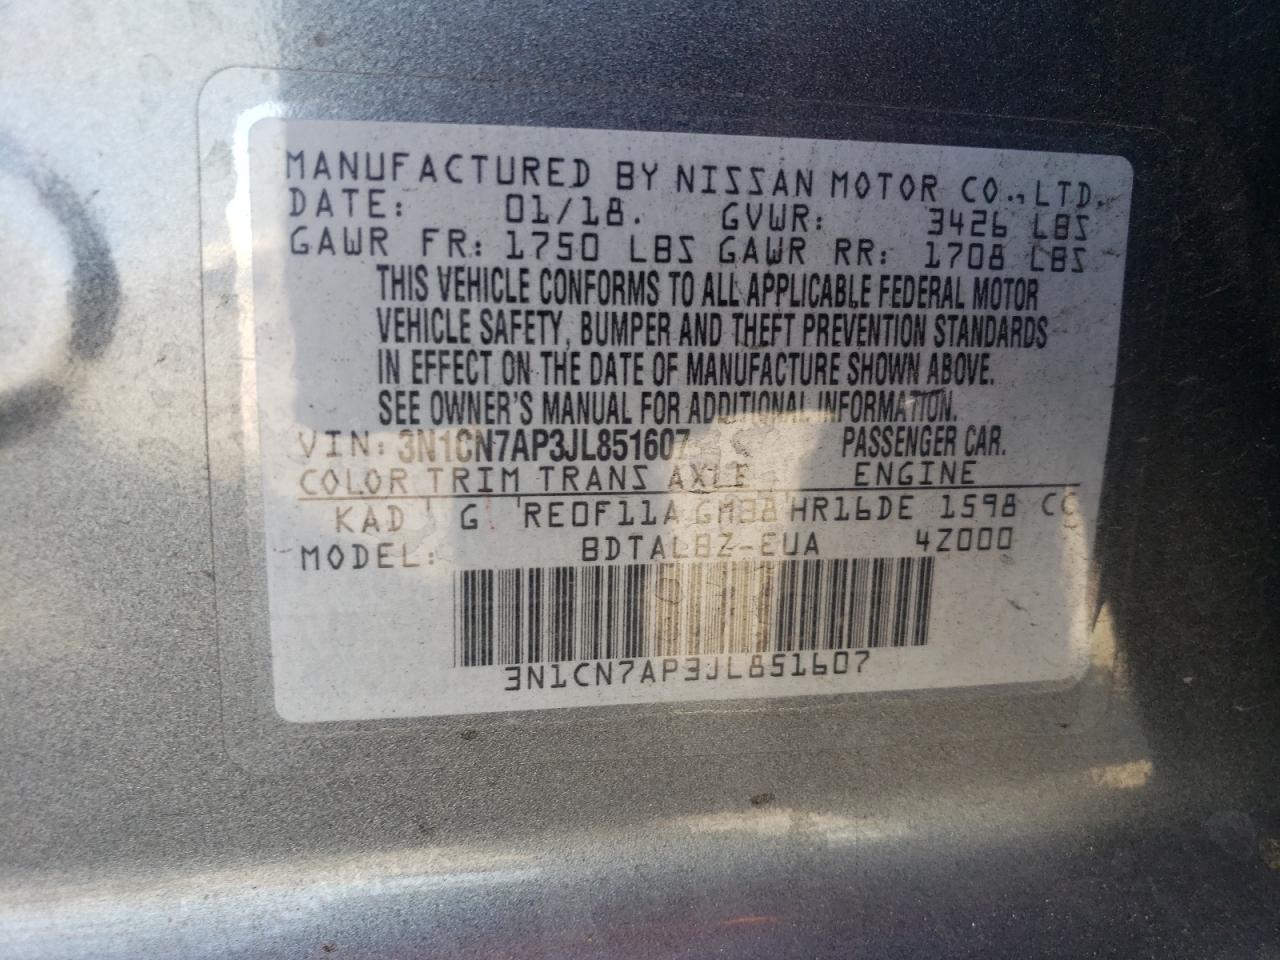 MANUFACTURED BY NISSAN MOTOR CO.,LTD.
DATE: 01/18. GVWR: 3426 LBS
GAWR FR: 1750 LBS GAWR RR: 1708 LBS
THIS VEHICLE CONFORMS TO ALL APPLICABLE FEDERAL MOTOR
VEHICLE SAFETY, BUMPER AND THEFT PREVENTION STANDARDS
IN EFFECT ON THE DATE OF MANUFACTURE SHOWN ABOVE.
SEE OWNER'S MANUAL FOR ADDITIONAL INFORMATION.
VIN: 3N1CN7AP3JL851607 PASSENGER CAR.
COLOR TRIM TRANS AXLE ENGINE
KAD G RE0F11A GM38 HR16DE 1598 CC
MODEL: BDTALBZ-EUA 4Z000
3N1CN7AP3JL851607